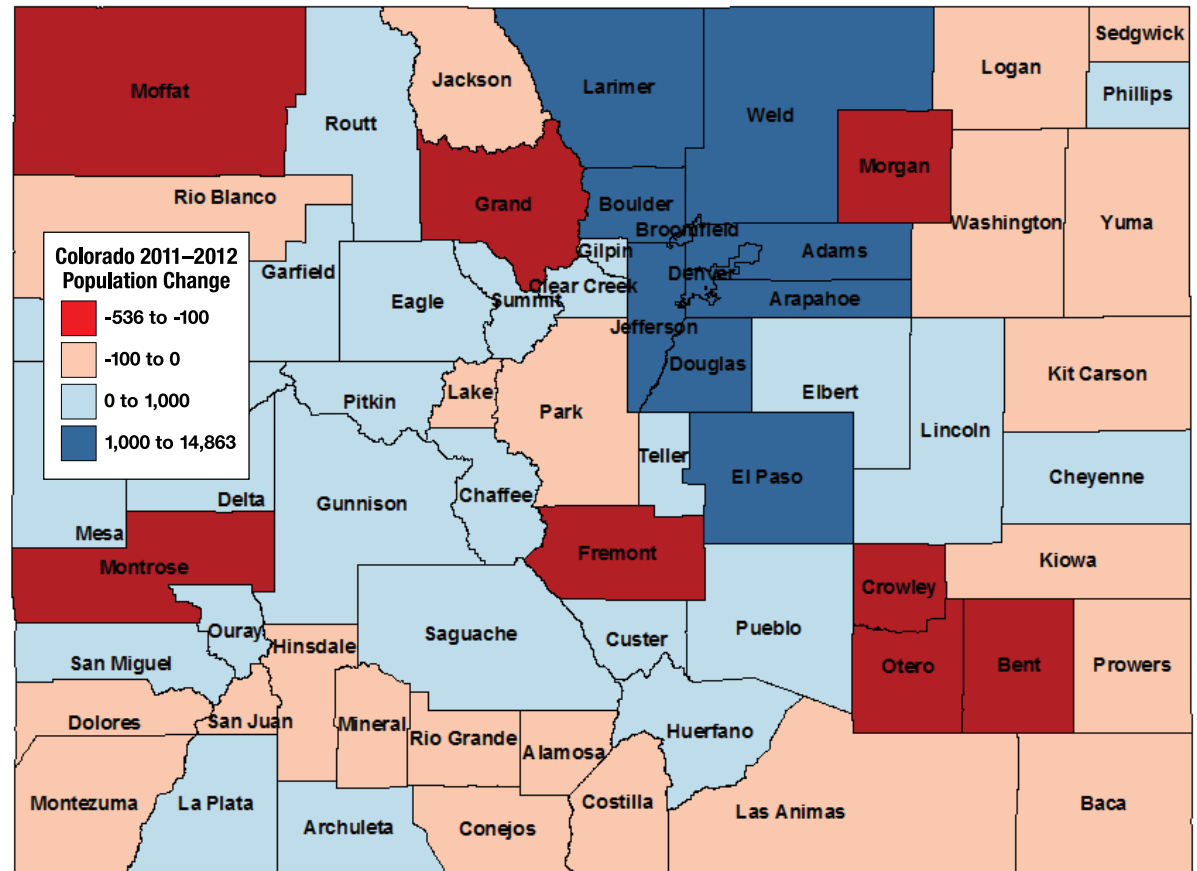 Sedgwick
Logan
Jackson
Larimer
Moffat
Phillips
Weld
Routt
Morgan
Rio Blanco
Grand
Boulder
Washington
Yuma
Broomfield
Colorado 2011–2012
Population Change
-536 to -100
-100 to 0
0 to 1,000
1,000 to 14,863
Gilpin
Adams
Garfield
Denver
Clear Creek
Eagle
Summit
Arapahoe
Jefferson
Douglas
Kit Carson
Lake
Elbert
Pitkin
Park
Lincoln
Teller
El Paso
Cheyenne
Delta
Chaffee
Gunnison
Mesa
Fremont
Kiowa
Montrose
Crowley
Ouray
Saguache
Pueblo
Custer
Hinsdale
San Miguel
Otero
Bent
Prowers
Dolores
San Juan
Mineral
Huerfano
Rio Grande
Alamosa
Montezuma
La Plata
Costilla
Baca
Las Animas
Archuleta
Conejos